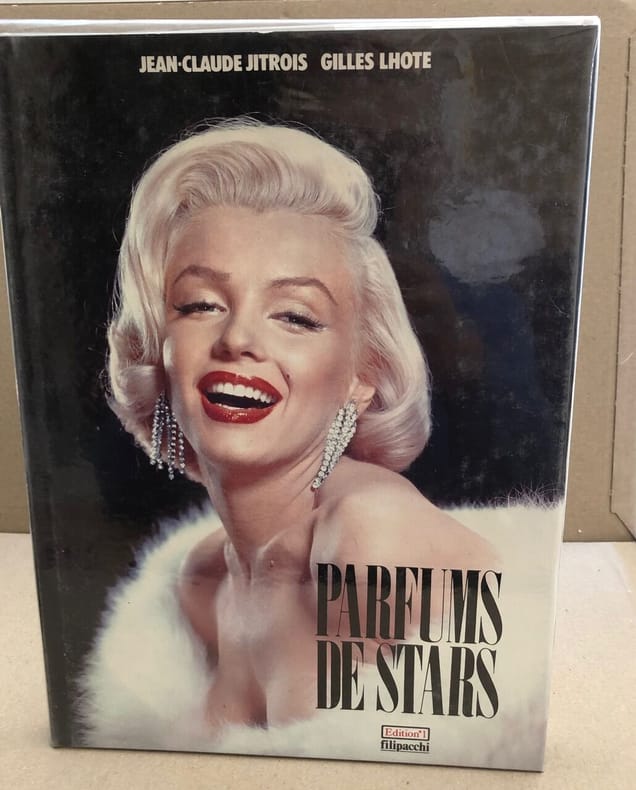 JEAN-CLAUDE JITROIS GILLES LHOTE
PARFUMS
DE STARS
Edition°1
filipacchi